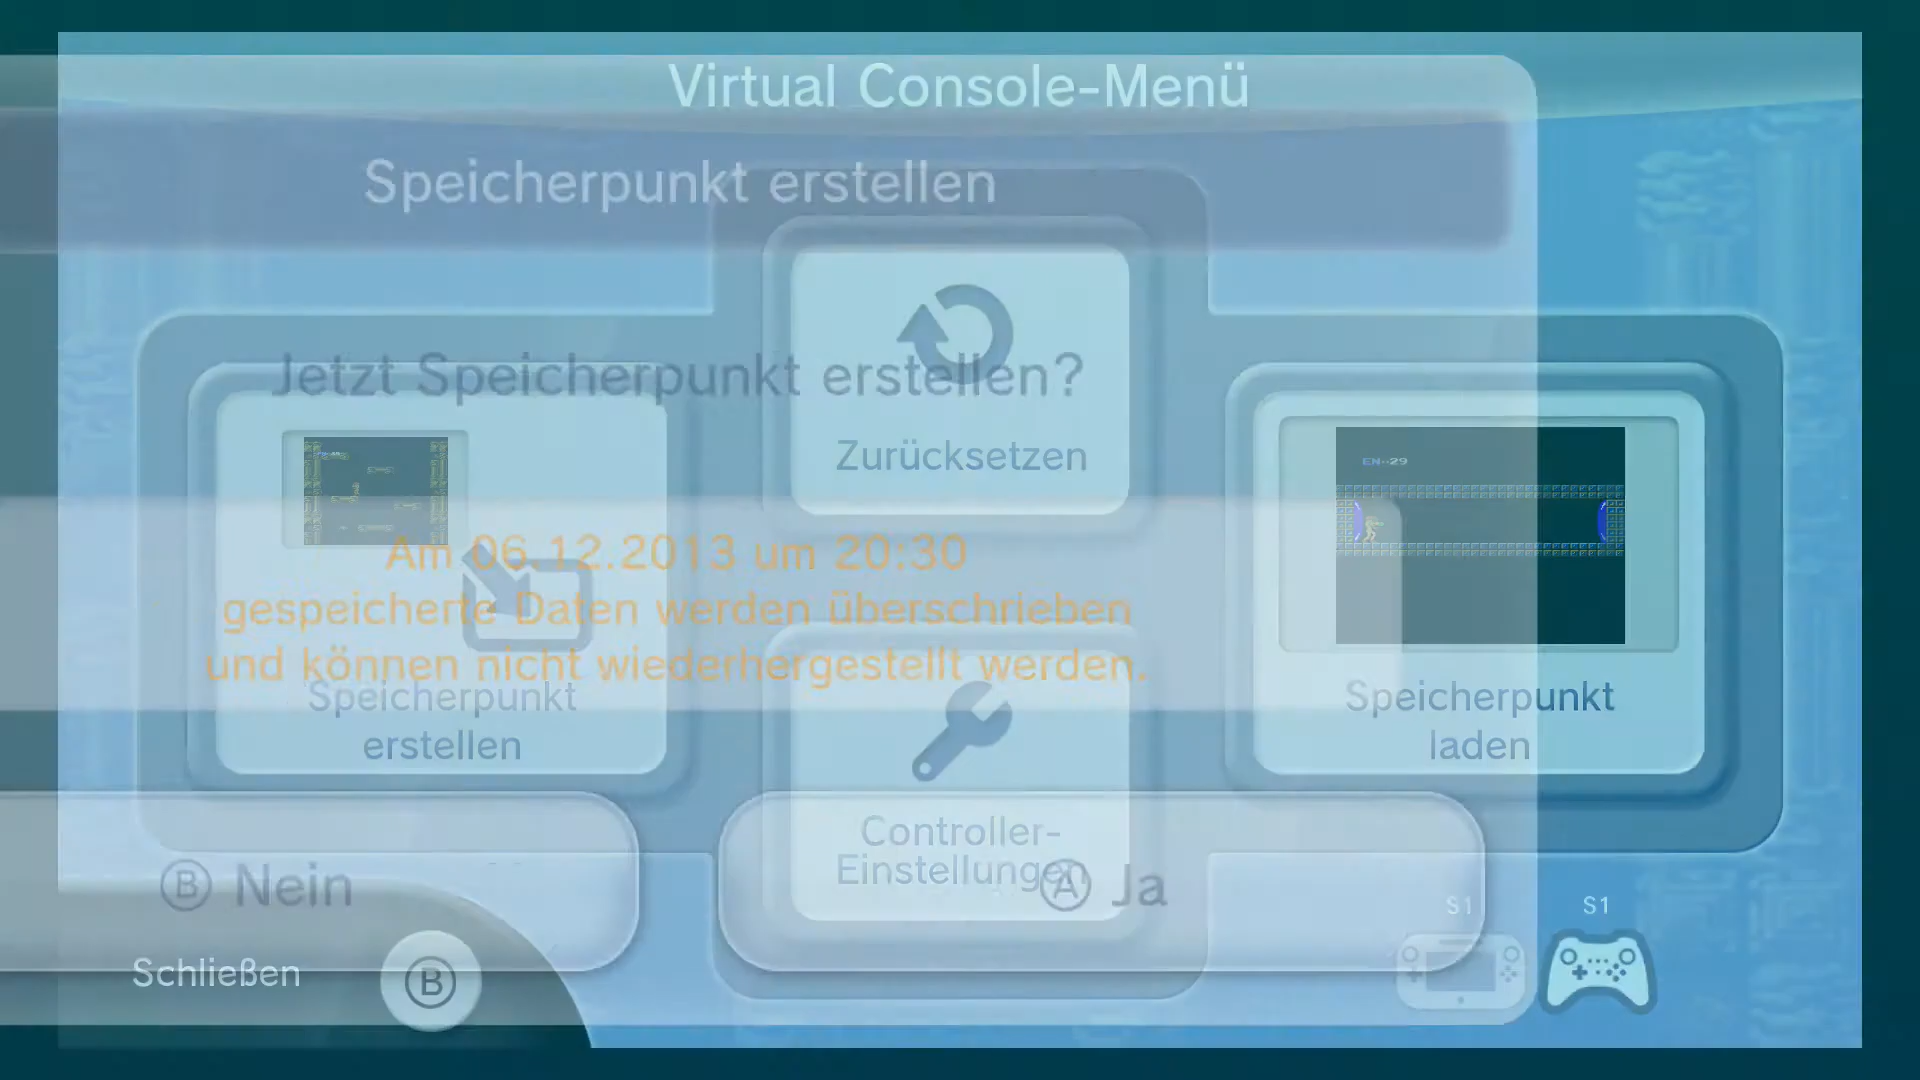 Virtual Console-Menü
Speicherpunkt erstellen
Jetzt Speicherpunkt erstellen?
Zurücksetzen
EN--29
Am 06.12.2013 um 20:30
gespeicherte Daten werden überschrieben
und können nicht wiederhergestellt werden.
Speicherpunkt
erstellen
Speicherpunkt
laden
Controller-
Einstellungen
B Nein
A Ja
S1
S1
Schließen
B